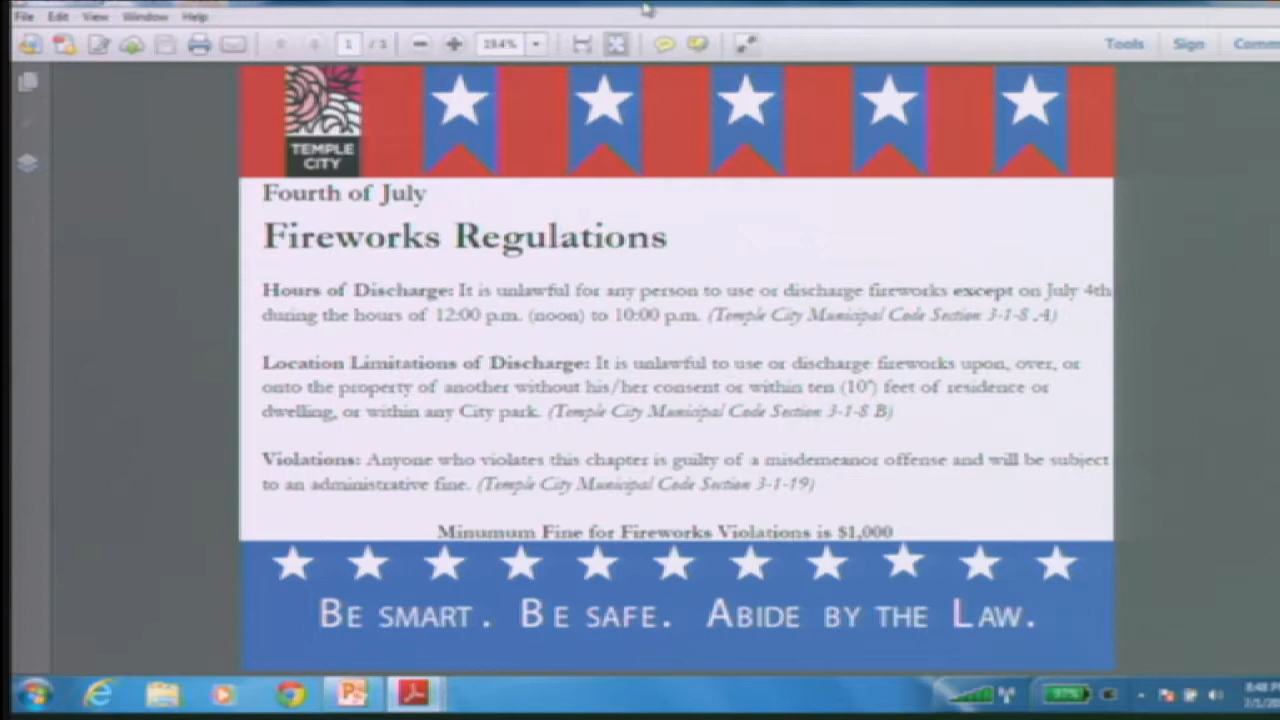 File Edit View Window Help
1 / 1
Tools Sign
TEMPLE
CITY
Fourth of July
Fireworks Regulations
Hours of Discharge: It is unlawful for any person to use or discharge fireworks except on July 4th
during the hours of 12:00 p.m. (noon) to 10:00 p.m. (Temple City Municipal Code Section 3-1-8 A)
Location Limitations of Discharge: It is unlawful to use or discharge fireworks upon, over, or
onto the property of another without his/her consent or within ten (10') feet of residence or
dwelling, or within any City park. (Temple City Municipal Code Section 3-1-8 B)
Violations: Anyone who violates this chapter is guilty of a misdemeanor offense and will be subject
to an administrative fine. (Temple City Municipal Code Section 3-1-19)
Minumum Fine for Fireworks Violations is $1,000
BE SMART. BE SAFE. ABIDE BY THE LAW.
97%
8:48